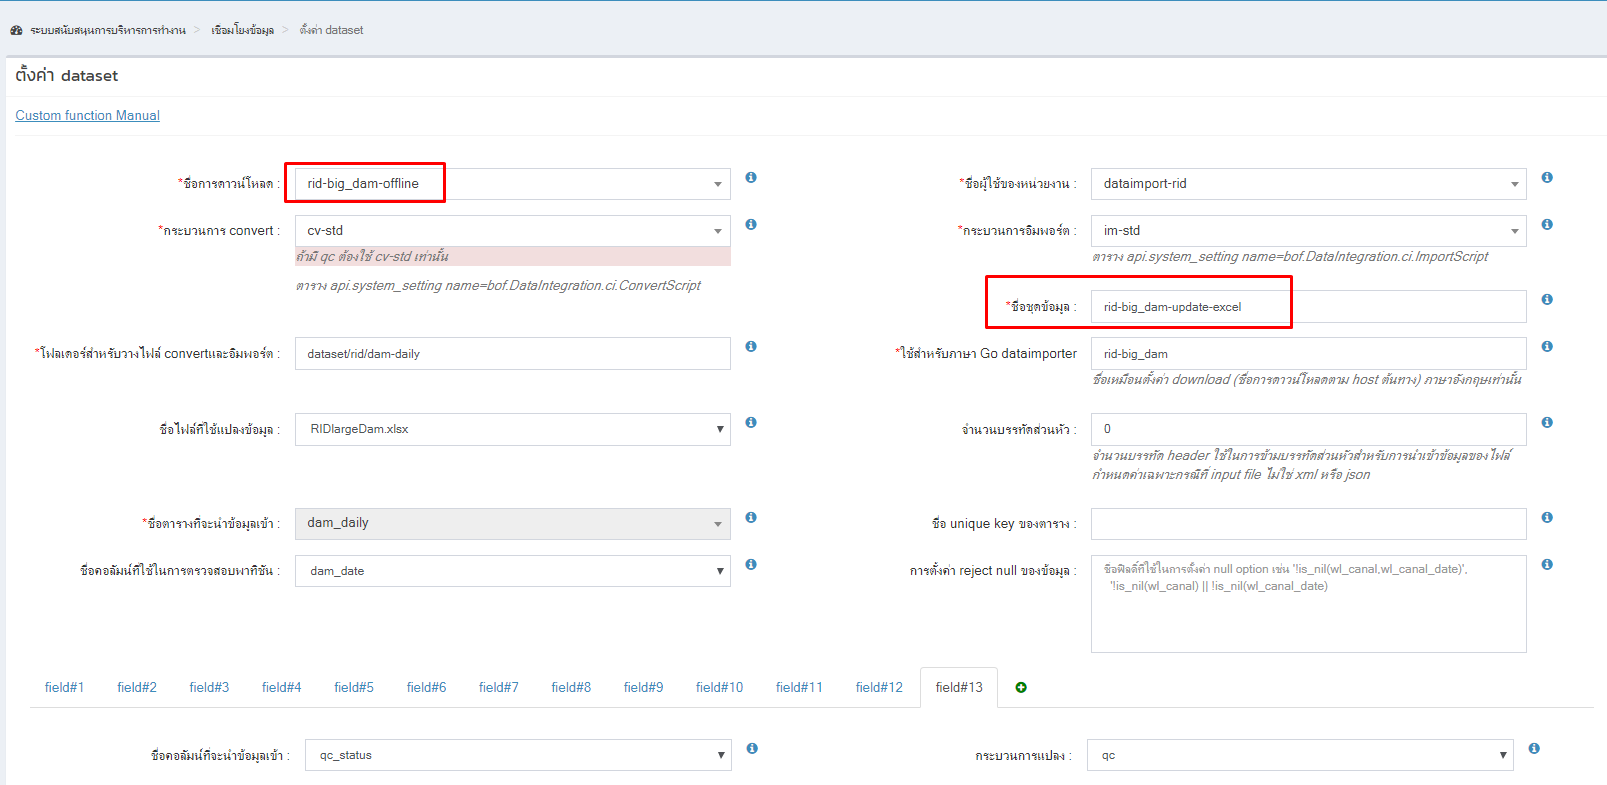 ระบบสนับสนุนการบริหารการทำงาน > เชื่อมโยงข้อมูล > ตั้งค่า dataset
ตั้งค่า dataset
Custom function Manual
*ชื่อการดาวน์โหลด : rid-big_dam-offline
*ชื่อผู้ใช้ของหน่วยงาน : dataimport-rid
*กระบวนการ convert : cv-std
*กระบวนการอิมพอร์ต : im-std
ถ้ามี qc ต้องใช้ cv-std เท่านั้น
ตาราง api.system_setting name=bof.DataIntegration.ci.ImportScript
ตาราง api.system_setting name=bof.DataIntegration.ci.ConvertScript
*ชื่อชุดข้อมูล : rid-big_dam-update-excel
*โฟลเดอร์สำหรับวางไฟล์ convertและอิมพอร์ต : dataset/rid/dam-daily
*ใช้สำหรับภาษา Go dataimporter rid-big_dam
ชื่อเหมือนตั้งค่า download (ชื่อการดาวน์โหลดตาม host ต้นทาง) ภาษาอังกฤษเท่านั้น
ชื่อไฟล์ที่ใช้แปลงข้อมูล : RIDlargeDam.xlsx
จำนวนบรรทัดส่วนหัว : 0
จำนวนบรรทัด header ใช้ในการข้ามบรรทัดส่วนหัวสำหรับการนำเข้าข้อมูลของไฟล์
กำหนดค่าเฉพาะกรณีที่ input file ไม่ใช่ xml หรือ json
*ชื่อตารางที่จะนำข้อมูลเข้า : dam_daily
ชื่อ unique key ของตาราง :
ชื่อคอลัมน์ที่ใช้ในการตรวจสอบพาทิชัน : dam_date
การตั้งค่า reject null ของข้อมูล : ชื่อฟิลด์ที่ใช้ในการตั้งค่า null option เช่น '!is_nil(wl_canal,wl_canal_date)',
'!is_nil(wl_canal) || !is_nil(wl_canal_date)
field#1 field#2 field#3 field#4 field#5 field#6 field#7 field#8 field#9 field#10 field#11 field#12 field#13
ชื่อคอลัมน์ที่จะนำข้อมูลเข้า : qc_status
กระบวนการแปลง : qc